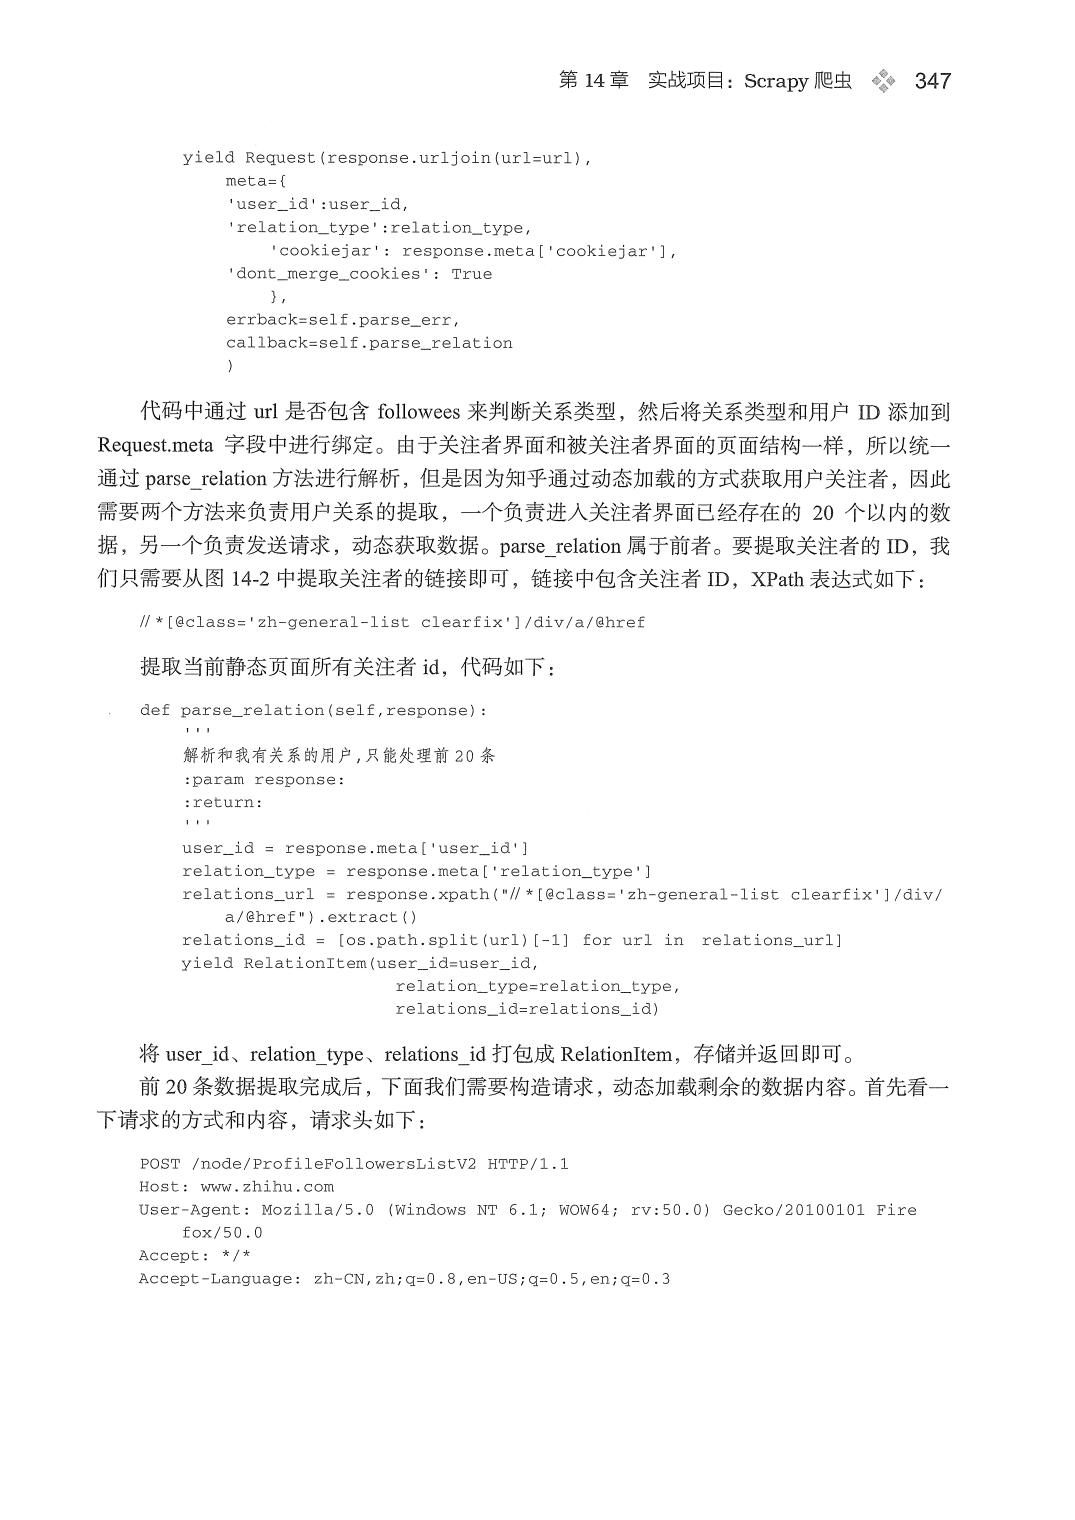 第 14 章 实战项目：Scrapy 爬虫 347
yield Request(response.urljoin(url=url),
meta={
'user_id':user_id,
'relation_type':relation_type,
'cookiejar': response.meta['cookiejar'],
'dont_merge_cookies': True
},
errback=self.parse_err,
callback=self.parse_relation
)
代码中通过 url 是否包含 followees 来判断关系类型，然后将关系类型和用户 ID 添加到
Request.meta 字段中进行绑定。由于关注者界面和被关注者界面的页面结构一样，所以统一
通过 parse_relation 方法进行解析，但是因为知乎通过动态加载的方式获取用户关注者，因此
需要两个方法来负责用户关系的提取，一个负责进入关注者界面已经存在的 20 个以内的数
据，另一个负责发送请求，动态获取数据。parse_relation 属于前者。要提取关注者的 ID，我
们只需要从图 14-2 中提取关注者的链接即可，链接中包含关注者 ID，XPath 表达式如下：
//*[@class='zh-general-list clearfix']/div/a/@href
提取当前静态页面所有关注者 id，代码如下：
def parse_relation(self,response):
'''
解析和我有关系的用户,只能处理前 20 条
:param response:
:return:
'''
user_id = response.meta['user_id']
relation_type = response.meta['relation_type']
relations_url = response.xpath("//*[@class='zh-general-list clearfix']/div/
a/@href").extract()
relations_id = [os.path.split(url)[-1] for url in relations_url]
yield RelationItem(user_id=user_id,
relation_type=relation_type,
relations_id=relations_id)
将 user_id、relation_type、relations_id 打包成 RelationItem，存储并返回即可。
前 20 条数据提取完成后，下面我们需要构造请求，动态加载剩余的数据内容。首先看一
下请求的方式和内容，请求头如下：
POST /node/ProfileFollowersListV2 HTTP/1.1
Host: www.zhihu.com
User-Agent: Mozilla/5.0 (Windows NT 6.1; WOW64; rv:50.0) Gecko/20100101 Fire
fox/50.0
Accept: */*
Accept-Language: zh-CN,zh;q=0.8,en-US;q=0.5,en;q=0.3